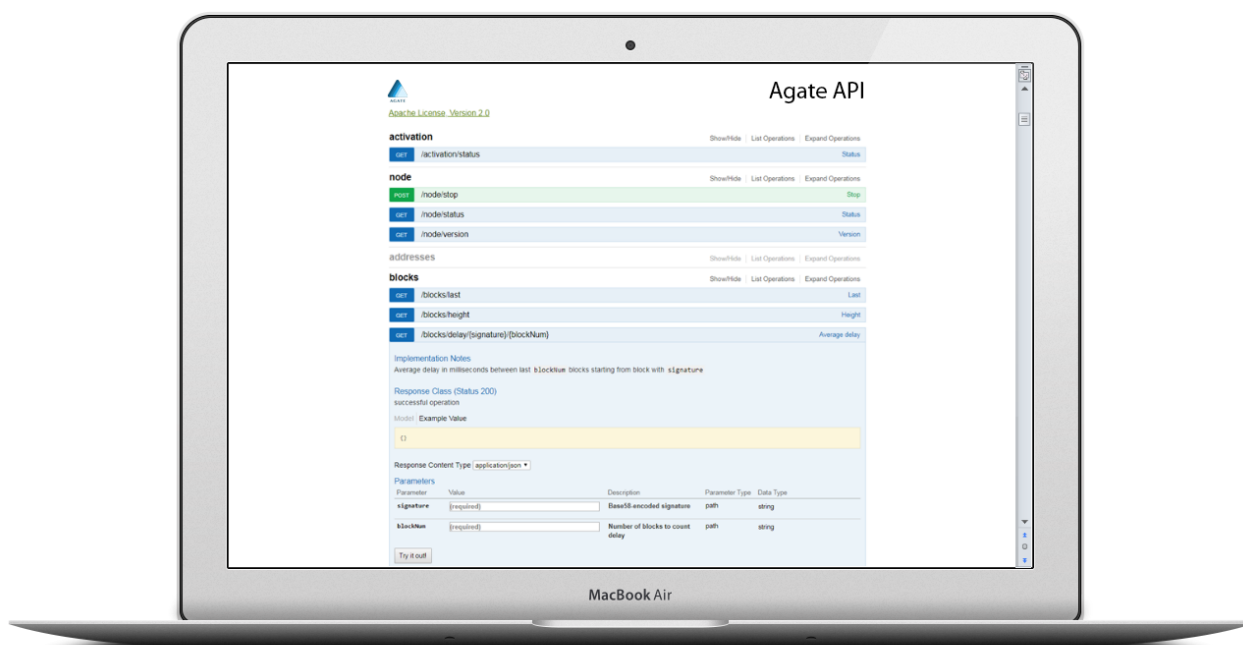 Agate API
AGATE
Apache License, Version 2.0
activation Show/Hide List Operations Expand Operations
GET /activation/status Status
node Show/Hide List Operations Expand Operations
POST /node/stop Stop
GET /node/status Status
GET /node/version Version
addresses Show/Hide List Operations Expand Operations
blocks Show/Hide List Operations Expand Operations
GET /blocks/last Last
GET /blocks/height Height
GET /blocks/delay/{signature}/{blockNum} Average delay
Implementation Notes
Average delay in milliseconds between last blockNum blocks starting from block with signature
Response Class (Status 200)
successful operation
Model Example Value
{}
Response Content Type application/json
Parameters
Parameter Value Description Parameter Type Data Type
signature (required) Base58-encoded signature path string
blockNum (required) Number of blocks to count path string
delay
Try it out!
MacBook Air